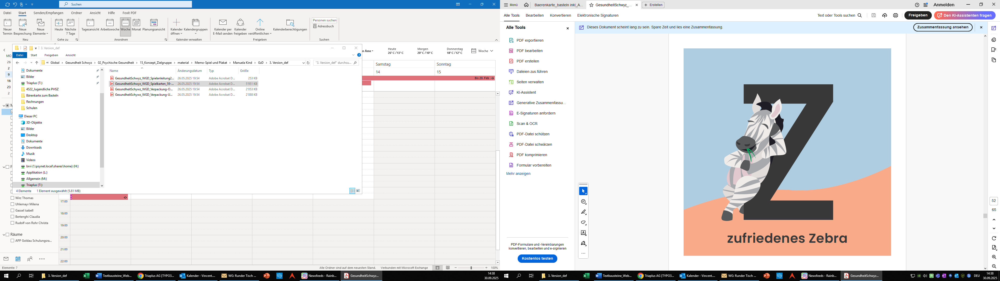 Suchen
Datei Start Senden/Empfangen Ordner Ansicht Hilfe Foxit PDF
Neuer Termin
Neue Besprechung
Neue Elemente
Heute
Nächste 7 Tage
Tagesansicht
Arbeitswoche
Woche
Monat
Planungsansicht
Kalender öffnen
Kalendergruppen
Kalender per E-Mail senden
Kalender freigeben
Online veröffentlichen
Kalenderberechtigungen
Personen suchen
Adressbuch
Neu
Gehe zu
Anordnen
Kalender verwalten
Freigeben
Suchen
3. Version_def
Datei Start Freigeben Ansicht
« Global > Gesundheit Schwyz > 02_Psychische Gesundheit > 15_Konzept_Zielgruppe > material > Memo-Spiel und Plakat > Manuela Kind > GzD > 3. Version_def
"3. Version_def" durchsu...
Name Änderungsdatum Typ Größe
GesundheitSchwyz_WGD_Spielanleitung2... 26.05.2025 19:54 Adobe Acrobat D... 253 KB
GesundheitSchwyz_WGD_Spielkarten_59-... 26.05.2025 19:54 Adobe Acrobat D... 5'951 KB
GesundheitSchywz_WGD_Verpackung-O... 26.05.2025 19:54 Adobe Acrobat D... 2'053 KB
GesundheitSchywz_WGD_Verpackung-U... 26.05.2025 19:54 Adobe Acrobat D... 2'088 KB
Dokumente
Bilder
Triaplus (T:)
4522_Jugendliche PHSZ
Bärenkarte zum Basteln
Rechnungen
Schulen
Dieser PC
3D-Objekte
Bilder
Desktop
Dokumente
Downloads
Musik
Videos
brvi (\\psynet.local\shares\home) (H:)
Applikation (L:)
Allgemein (M:)
Triaplus (T:)
4 Elemente 1 Element ausgewählt (5.81 MB)
MO
26
2
9
16
23
2
n Ame
Heute 26°C/13°C
Morgen 20°C/10°C
Donnerstag 18°C/12°C
Woche
Samstag Sonntag
14 15
Bis 20. Feb
Wirz Thomas
Uhlemayr Milena
Gassel Isabell
Bertenghi Claudia
Rudolf von Rohr Christa
Räume
APP Goldau Schulungsra...
17:00
18:00
19:00
20:00
21:00
22:00
Elemente: 7
Alle Ordner sind auf dem neuesten Stand. Verbunden mit Microsoft Exchange
100%
3. Version_def
Textbausteine_Web...
Triaplus AG [TYPO3...
Kalender - Vincent....
WG: Runder Tisch ...
Newsfeeds - Rainb...
GesundheitSchwyz...
14:38
30.09.2025
Menü
Baerenkarte_basteln inkl_A...
GesundheitSchwyz_...
Erstellen
Anmelden
Alle Tools Bearbeiten Konvertieren Elektronische Signaturen
Text oder Tools suchen
Freigeben
Den KI-Assistenten fragen
Alle Tools
Dieses Dokument scheint lang zu sein. Spare Zeit und lies eine Zusammenfassung.
Zusammenfassung ansehen
PDF exportieren
PDF bearbeiten
PDF erstellen
Dateien zus.führen
Seiten verwalten
KI-Assistent
Generative Zusammenfassu...
E-Signaturen anfordern
Scan & OCR
PDF-Datei schützen
PDF-Datei schwärzen
PDF komprimieren
Formular vorbereiten
Mehr anzeigen
PDF-Formulare und -Vereinbarungen
konvertieren, bearbeiten und e-signieren
Kostenlos testen
Z
zufriedenes Zebra
52
65
3. Version_def
Textbausteine_Web...
Triaplus AG [TYPO3...
Kalender - Vincent....
WG: Runder Tisch ...
Newsfeeds - Rainb...
GesundheitSchwyz...
DEU
14:38
30.09.2025